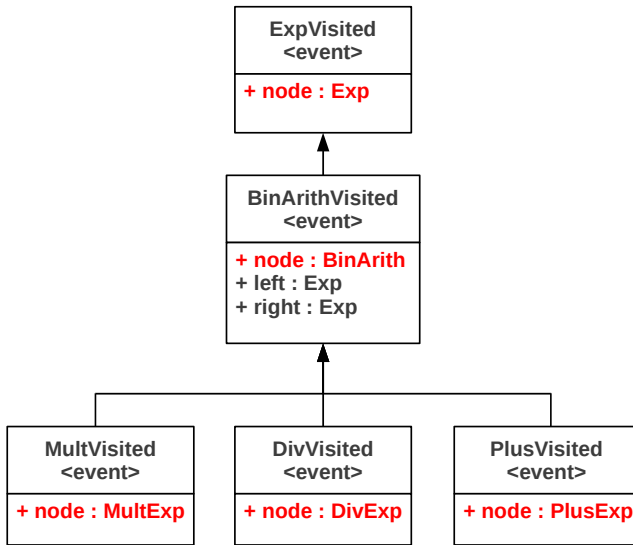 ExpVisited
<event>
+ node : Exp
BinArithVisited
<event>
+ node : BinArith
+ left : Exp
+ right : Exp
MultVisited
<event>
+ node : MultExp
DivVisited
<event>
+ node : DivExp
PlusVisited
<event>
+ node : PlusExp